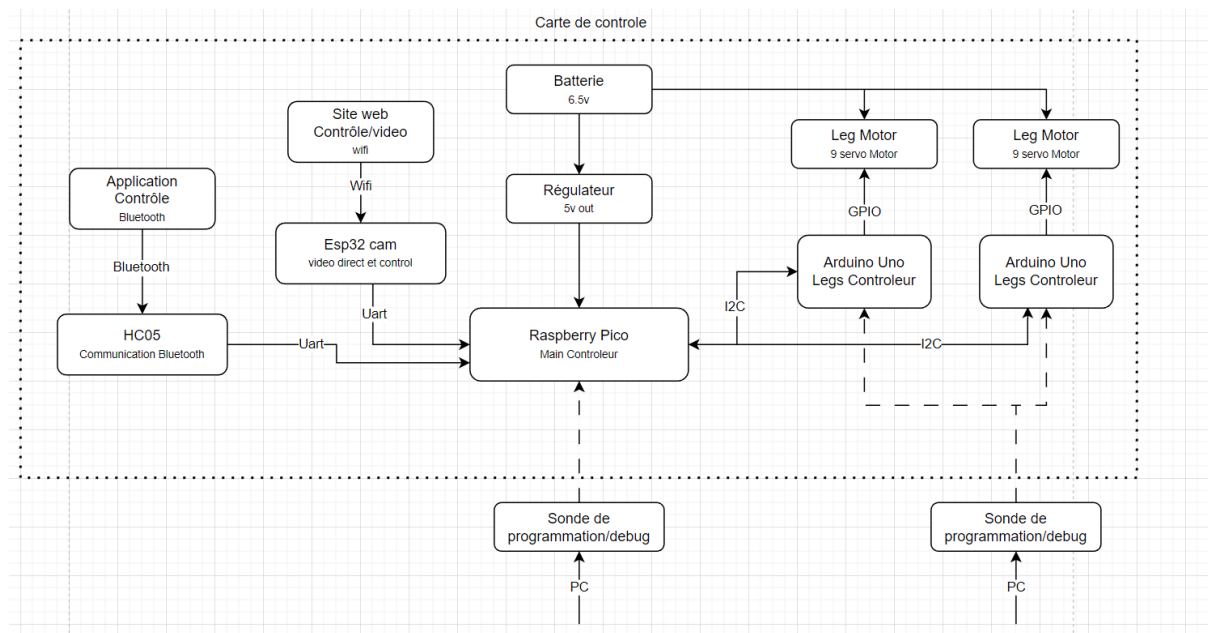 Carte de controle
Batterie
6.5v
Site web
Contrôle/video
wifi
Leg Motor
9 servo Motor
Leg Motor
9 servo Motor
Application
Contrôle
Bluetooth
Wifi
Régulateur
5v out
GPIO
GPIO
Esp32 cam
video direct et control
Arduino Uno
Legs Controleur
Arduino Uno
Legs Controleur
Bluetooth
Uart
I2C
HC05
Communication Bluetooth
Uart
Raspberry Pico
Main Controleur
I2C
Sonde de
programmation/debug
Sonde de
programmation/debug
PC
PC